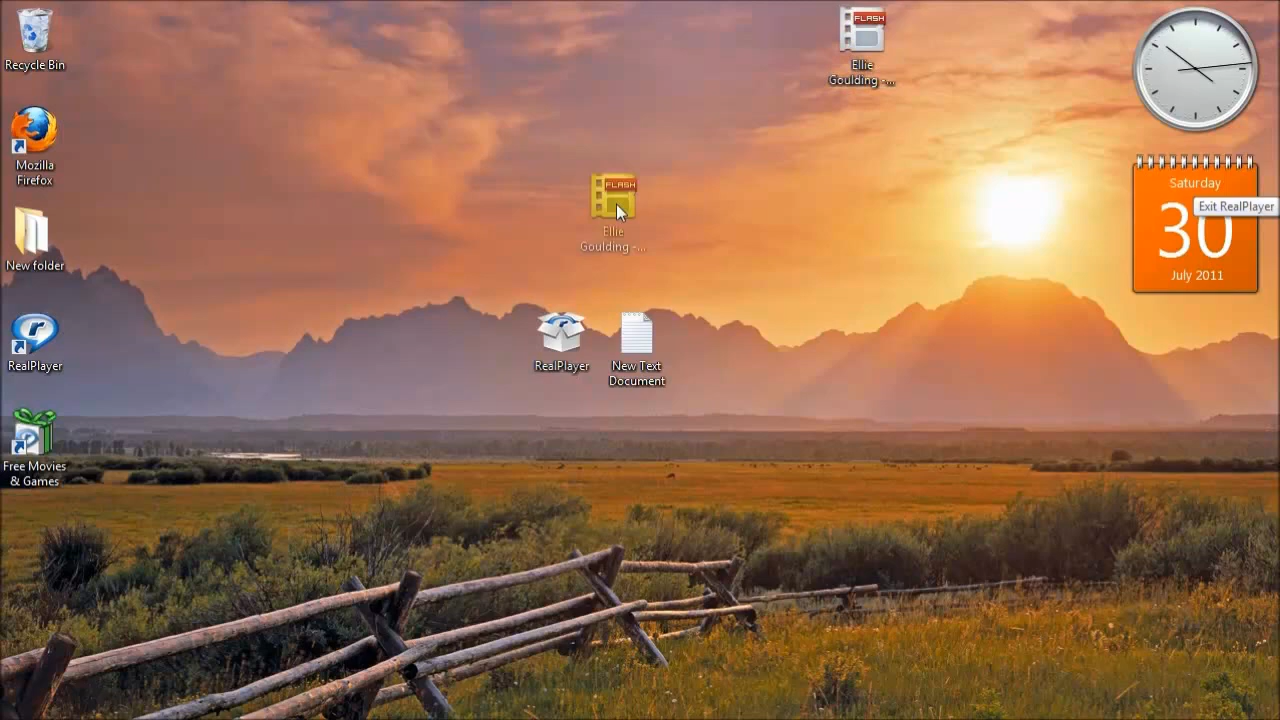 Recycle Bin
Mozilla
Firefox
New folder
RealPlayer
Free Movies
& Games
FLASH
Ellie
Goulding -...
RealPlayer
New Text
Document
FLASH
Ellie
Goulding -...
Saturday
30
Exit RealPlayer
July 2011